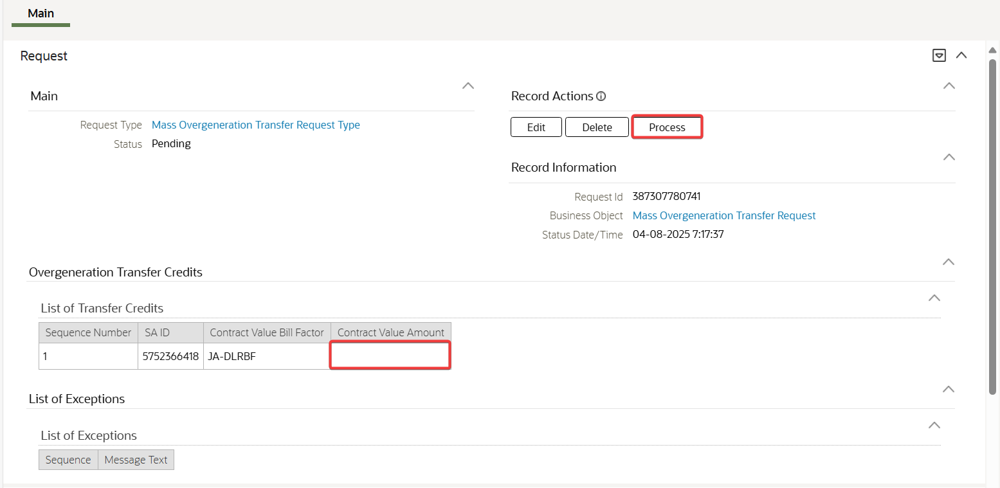 Main
Request
Main
Request Type Mass Overgeneration Transfer Request Type
Status Pending
Record Actions
Edit Delete Process
Record Information
Request Id 387307780741
Business Object Mass Overgeneration Transfer Request
Status Date/Time 04-08-2025 7:17:37
Overgeneration Transfer Credits
List of Transfer Credits
Sequence Number SA ID Contract Value Bill Factor Contract Value Amount
1 5752366418 JA-DLRBF
List of Exceptions
List of Exceptions
Sequence Message Text